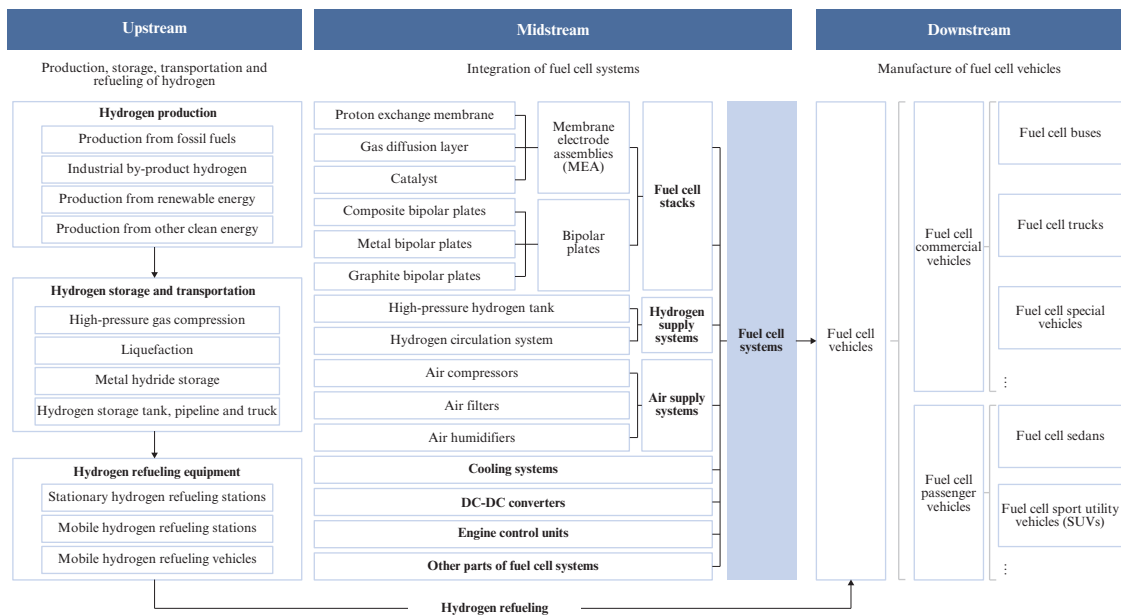 Upstream
Production, storage, transportation and
refueling of hydrogen
Hydrogen production
Production from fossil fuels
Industrial by-product hydrogen
Production from renewable energy
Production from other clean energy
Hydrogen storage and transportation
High-pressure gas compression
Liquefaction
Metal hydride storage
Hydrogen storage tank, pipeline and truck
Hydrogen refueling equipment
Stationary hydrogen refueling stations
Mobile hydrogen refueling stations
Mobile hydrogen refueling vehicles
Hydrogen refueling
Midstream
Integration of fuel cell systems
Proton exchange membrane
Gas diffusion layer
Catalyst
Composite bipolar plates
Metal bipolar plates
Graphite bipolar plates
Membrane
electrode
assemblies
(MEA)
Bipolar
plates
Fuel cell
stacks
High-pressure hydrogen tank
Hydrogen circulation system
Hydrogen
supply
systems
Air compressors
Air filters
Air humidifiers
Air supply
systems
Cooling systems
DC-DC converters
Engine control units
Other parts of fuel cell systems
Fuel cell
systems
Downstream
Manufacture of fuel cell vehicles
Fuel cell
vehicles
Fuel cell
commercial
vehicles
Fuel cell buses
Fuel cell trucks
Fuel cell special
vehicles
⋮
Fuel cell
passenger
vehicles
Fuel cell sedans
Fuel cell sport utility
vehicles (SUVs)
⋮